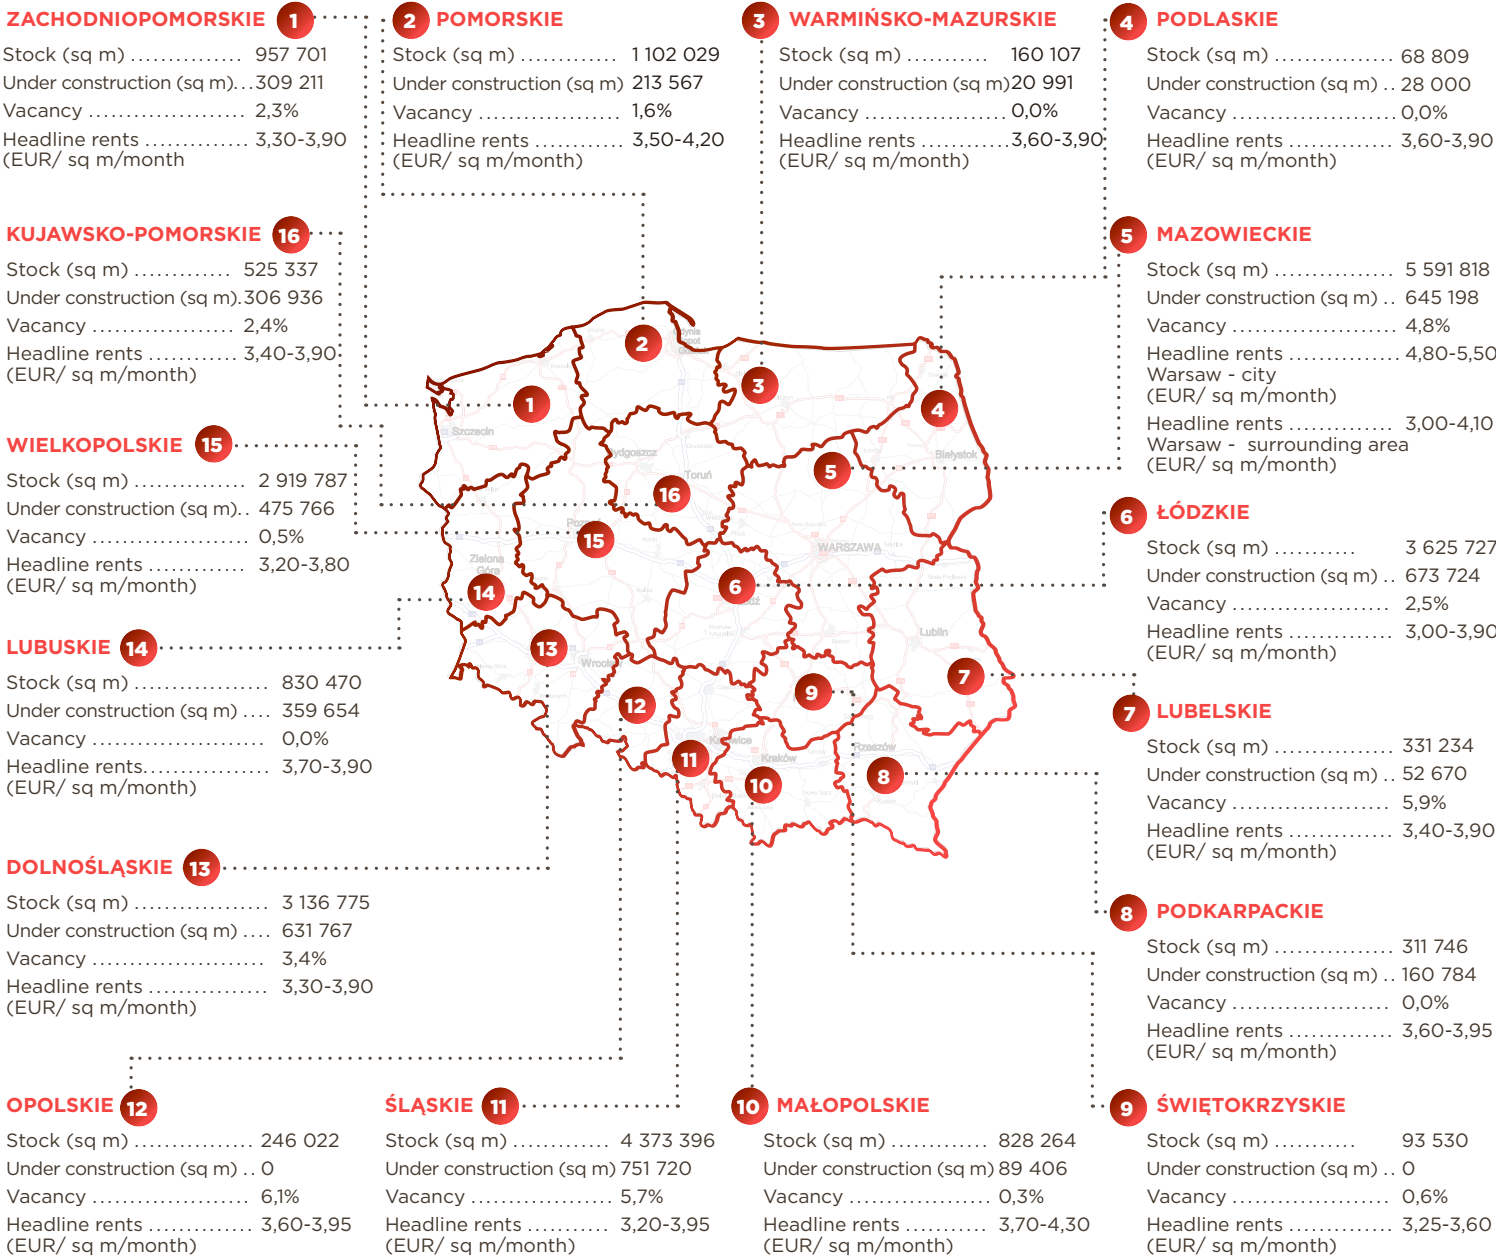 ZACHODNIOPOMORSKIE 1
Stock (sq m) ............... 957 701
Under construction (sq m)...309 211
Vacancy ..................... 2,3%
Headline rents .............. 3,30-3,90
(EUR/ sq m/month
2 POMORSKIE
Stock (sq m) ............. 1 102 029
Under construction (sq m) 213 567
Vacancy ................... 1,6%
Headline rents ............ 3,50-4,20
(EUR/ sq m/month)
3 WARMIŃSKO-MAZURSKIE
Stock (sq m) ............... 160 107
Under construction (sq m)20 991
Vacancy ....................... 0,0%
Headline rents ..............3,60-3,90
(EUR/ sq m/month)
4 PODLASKIE
Stock (sq m) ................ 68 809
Under construction (sq m) .. 28 000
Vacancy ..................... 0,0%
Headline rents .............. 3,60-3,90
(EUR/ sq m/month)
KUJAWSKO-POMORSKIE 16
Stock (sq m) ............. 525 337
Under construction (sq m).306 936
Vacancy .................. 2,4%
Headline rents ........... 3,40-3,90
(EUR/ sq m/month)
5 MAZOWIECKIE
Stock (sq m) ................ 5 591 818
Under construction (sq m) .. 645 198
Vacancy ..................... 4,8%
Headline rents ............... 4,80-5,50
Warsaw - city
(EUR/ sq m/month)
Headline rents .............. 3,00-4,10
Warsaw - surrounding area
(EUR/ sq m/month)
WIELKOPOLSKIE 15
Stock (sq m) ............... 2 919 787
Under construction (sq m).. 475 766
Vacancy .................... 0,5%
Headline rents ............. 3,20-3,80
(EUR/ sq m/month)
6 ŁÓDZKIE
Stock (sq m) ........... 3 625 727
Under construction (sq m) .. 673 724
Vacancy ..................... 2,5%
Headline rents .............. 3,00-3,90
(EUR/ sq m/month)
LUBUSKIE 14
Stock (sq m) ................. 830 470
Under construction (sq m) .... 359 654
Vacancy ....................... 0,0%
Headline rents................. 3,70-3,90
(EUR/ sq m/month)
7 LUBELSKIE
Stock (sq m) ................ 331 234
Under construction (sq m) .. 52 670
Vacancy ..................... 5,9%
Headline rents .............. 3,40-3,90
(EUR/ sq m/month)
DOLNOŚLĄSKIE 13
Stock (sq m) ................. 3 136 775
Under construction (sq m) .... 631 767
Vacancy ....................... 3,4%
Headline rents ................ 3,30-3,90
(EUR/ sq m/month)
8 PODKARPACKIE
Stock (sq m) ................ 311 746
Under construction (sq m) .. 160 784
Vacancy ..................... 0,0%
Headline rents .............. 3,60-3,95
(EUR/ sq m/month)
OPOLSKIE 12
Stock (sq m) ................ 246 022
Under construction (sq m) .. 0
Vacancy ..................... 6,1%
Headline rents .............. 3,60-3,95
(EUR/ sq m/month)
ŚLĄSKIE 11
Stock (sq m) ............. 4 373 396
Under construction (sq m) 751 720
Vacancy ................... 5,7%
Headline rents ........... 3,20-3,95
(EUR/ sq m/month)
10 MAŁOPOLSKIE
Stock (sq m) ............. 828 264
Under construction (sq m) 89 406
Vacancy .................. 0,3%
Headline rents ........... 3,70-4,30
(EUR/ sq m/month)
9 ŚWIĘTOKRZYSKIE
Stock (sq m) ........... 93 530
Under construction (sq m) .. 0
Vacancy ..................... 0,6%
Headline rents .............. 3,25-3,60
(EUR/ sq m/month)
2
3
1
4
Szczecin
Białystok
5
Toruń
16
15
WARSZAWA
Zielona
Góra
6
14
Lublin
13
Wrocław
7
9
12
Rzeszów
11
Kraków
8
10